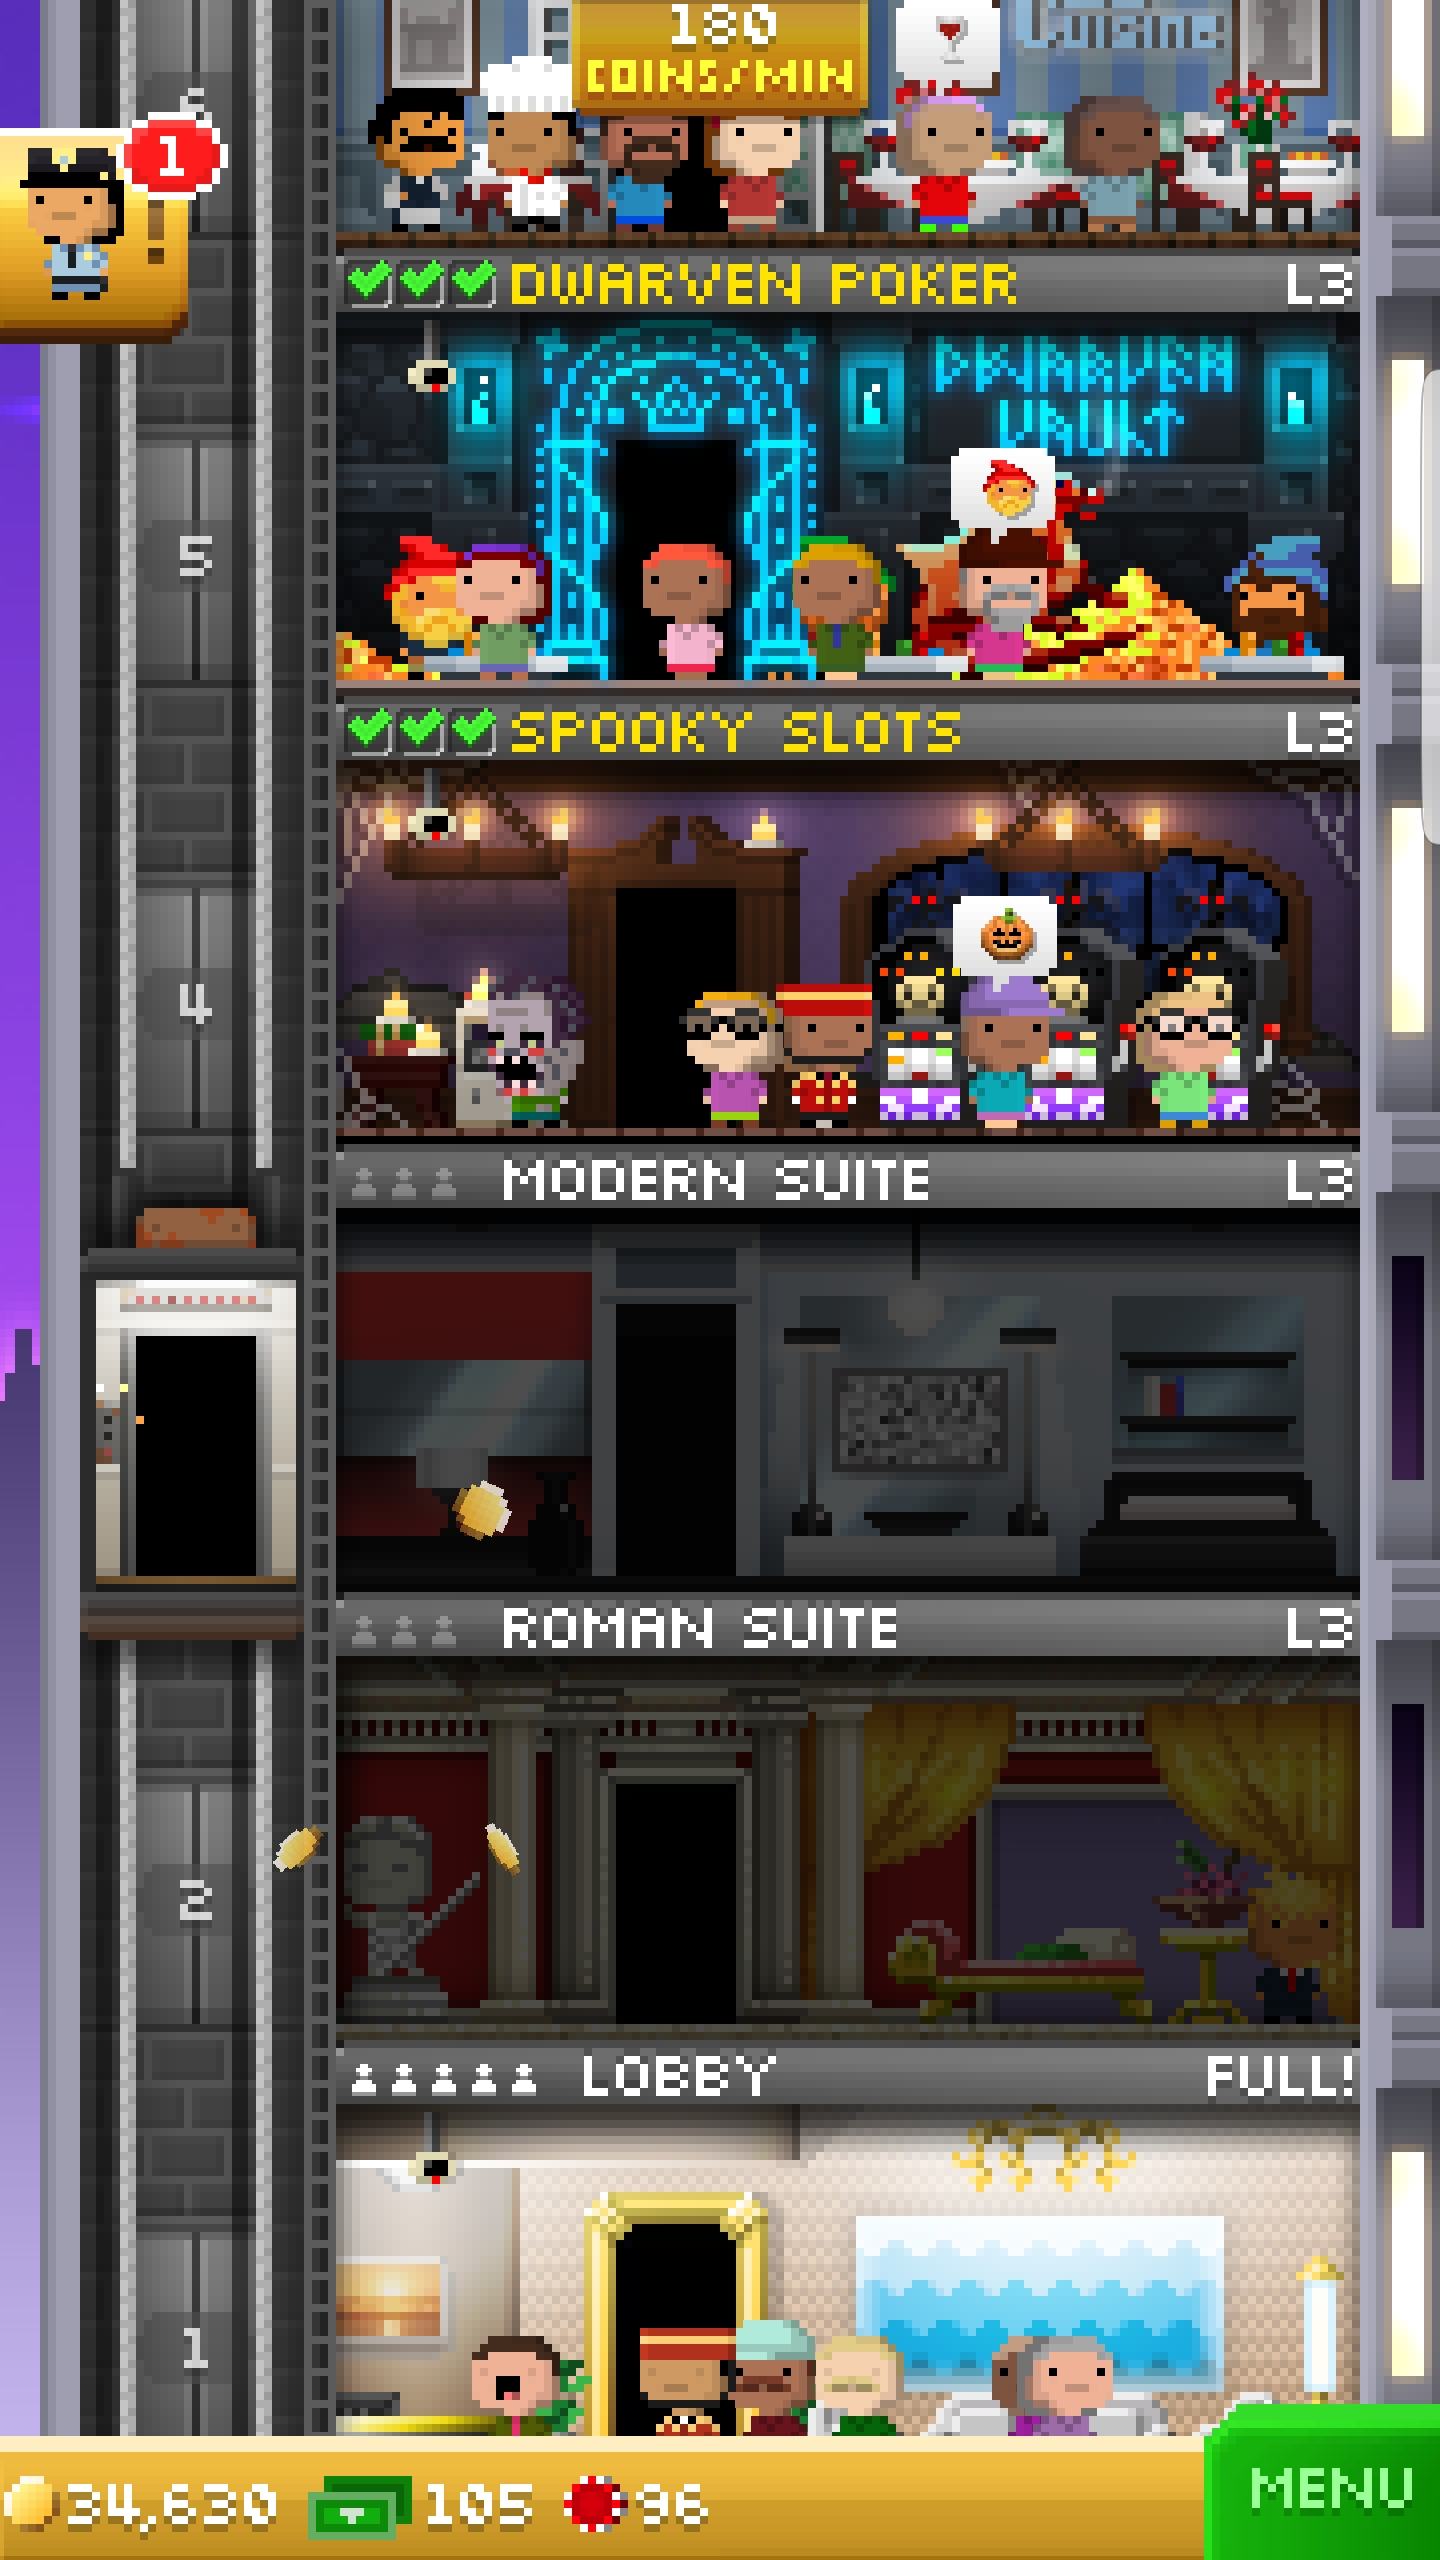 180
COINS/MIN
Cuisine
1
6
DWARVEN POKER L3
DWARVEN
VAULT
5
SPOOKY SLOTS L3
4
MODERN SUITE L3
ROMAN SUITE L3
2
LOBBY FULL!
1
34,630 105 96
MENU